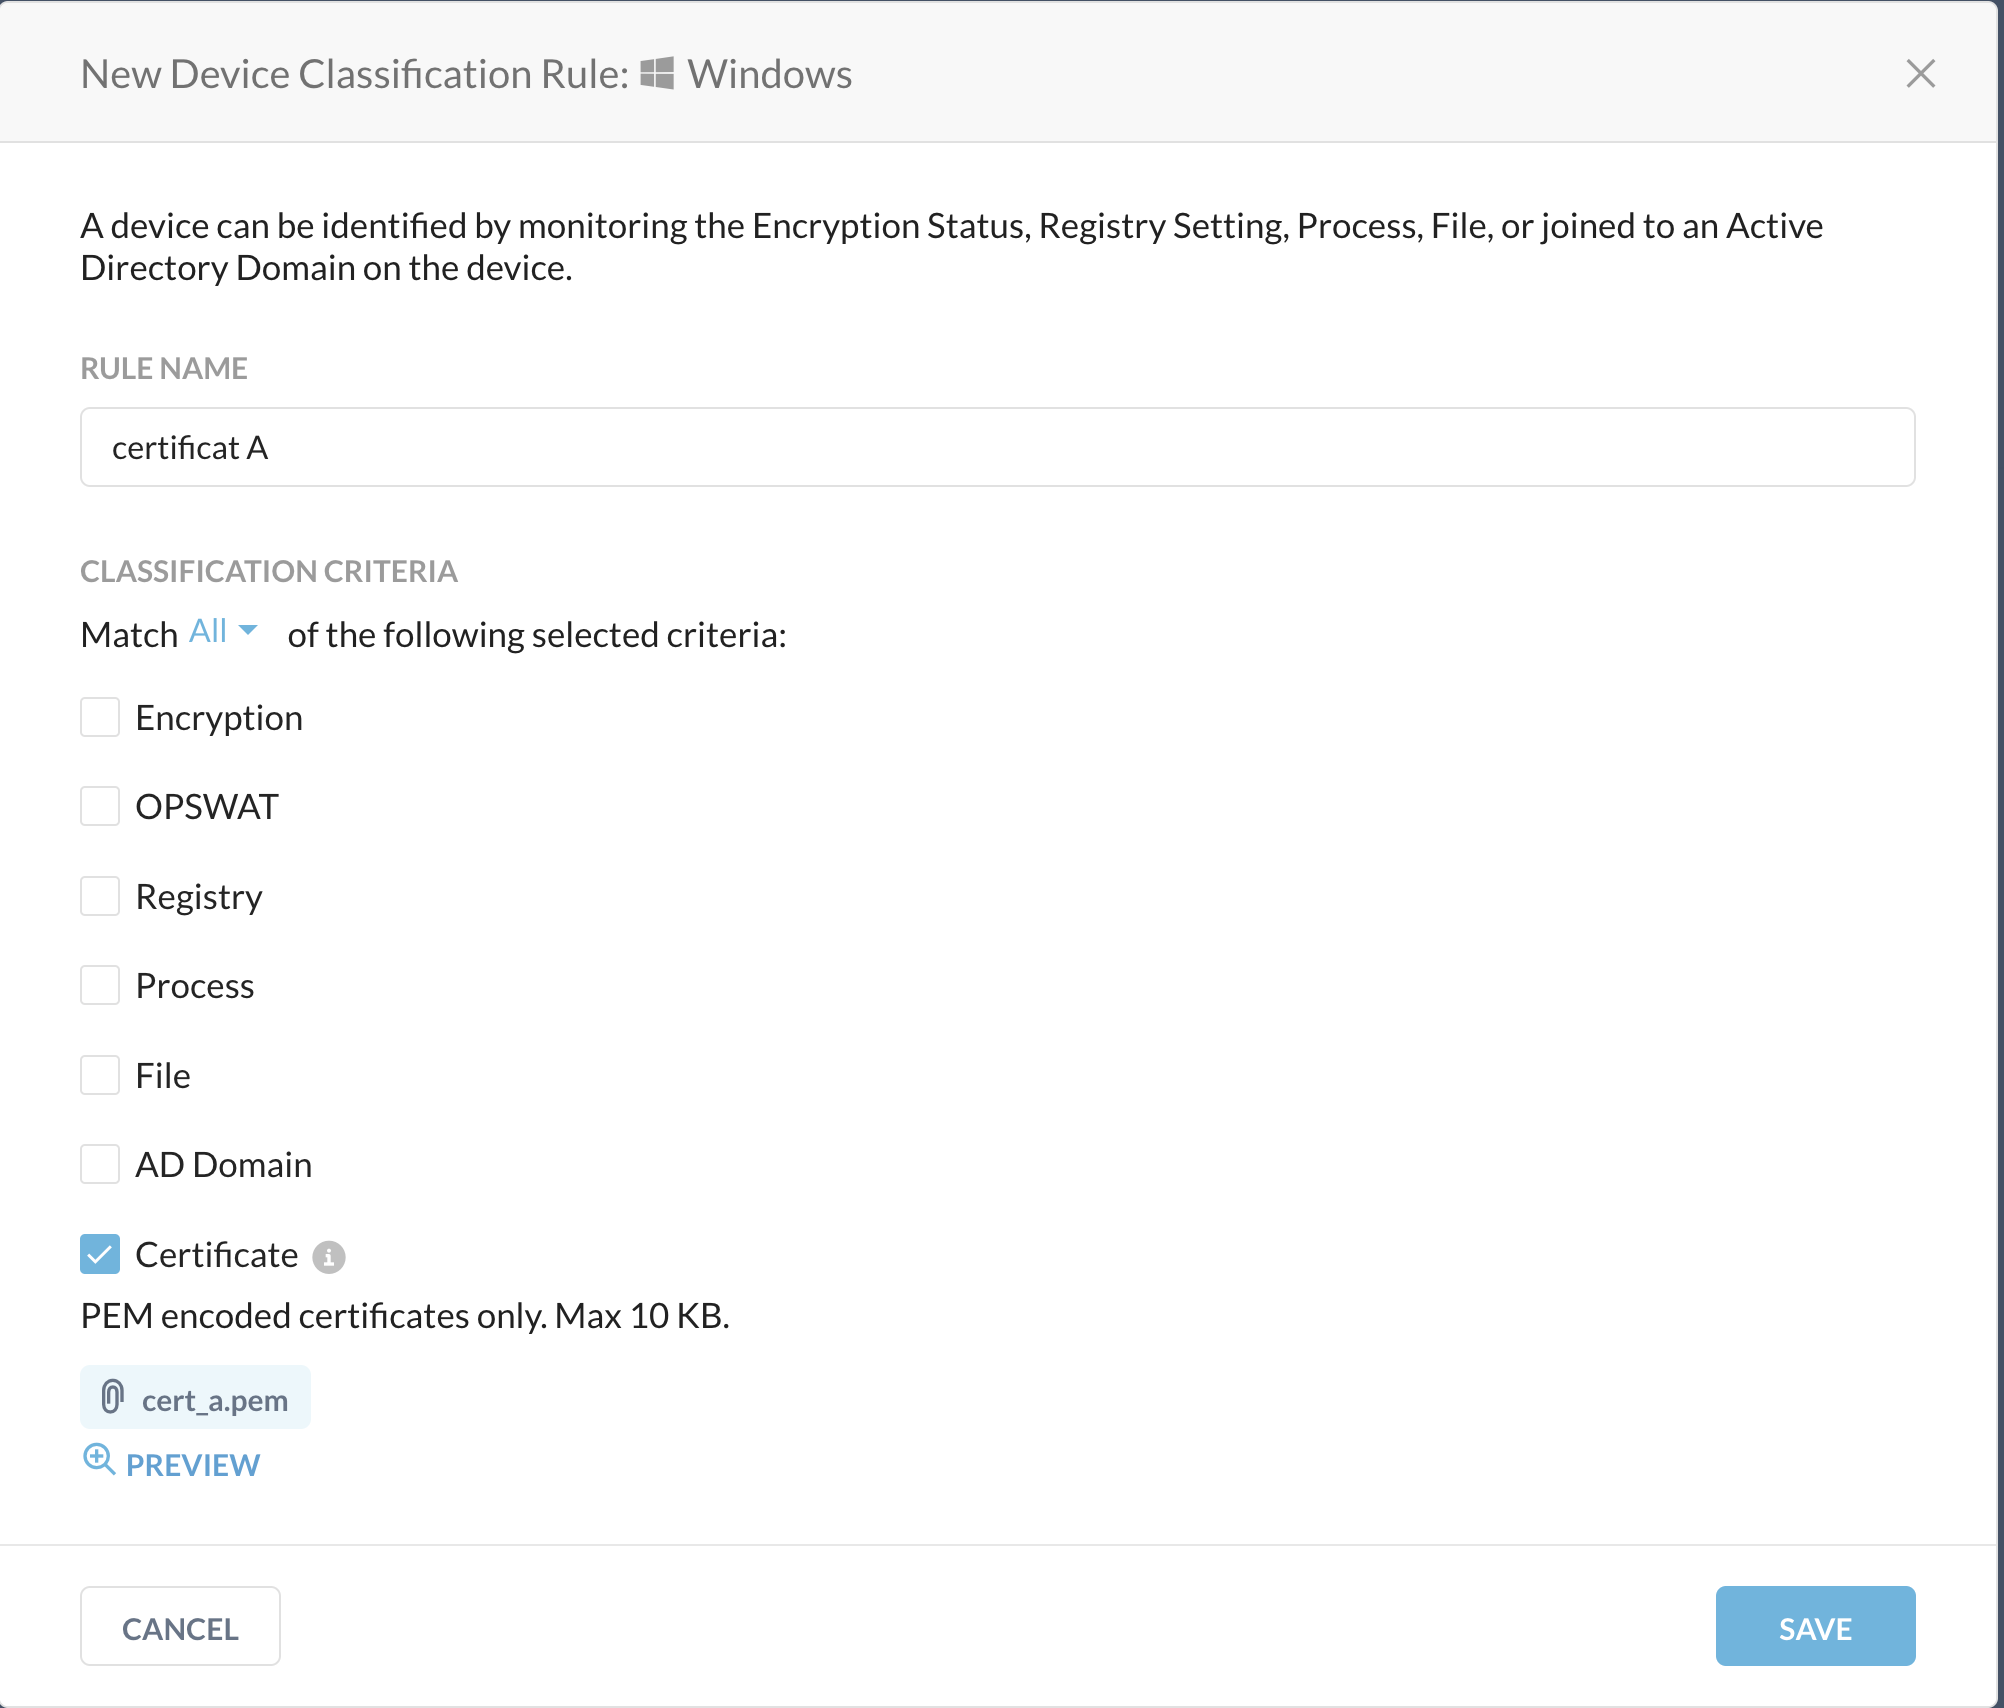 New Device Classification Rule: Windows
A device can be identified by monitoring the Encryption Status, Registry Setting, Process, File, or joined to an Active
Directory Domain on the device.
RULE NAME
certificat A
CLASSIFICATION CRITERIA
Match All of the following selected criteria:
Encryption
OPSWAT
Registry
Process
File
AD Domain
Certificate
PEM encoded certificates only. Max 10 KB.
cert_a.pem
PREVIEW
CANCEL
SAVE